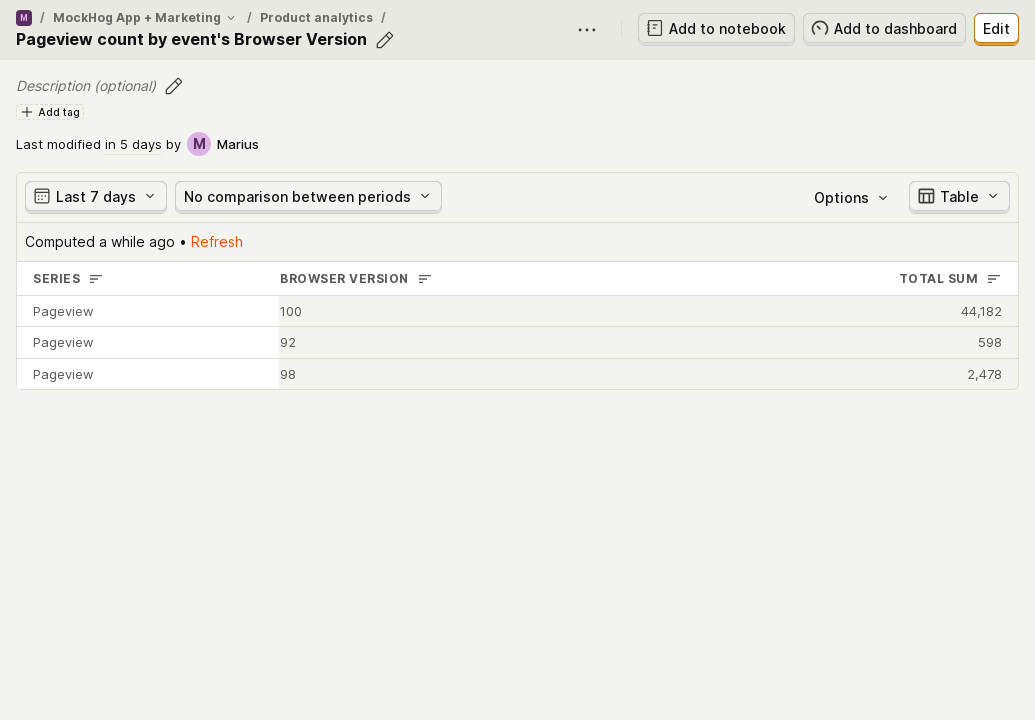 M / MockHog App + Marketing / Product analytics /
Pageview count by event's Browser Version
Add to notebook
Add to dashboard
Edit
Description (optional)
Add tag
Last modified in 5 days by M Marius
Last 7 days
No comparison between periods
Options
Table
Computed a while ago • Refresh
SERIES BROWSER VERSION TOTAL SUM
Pageview 100 44,182
Pageview 92 598
Pageview 98 2,478